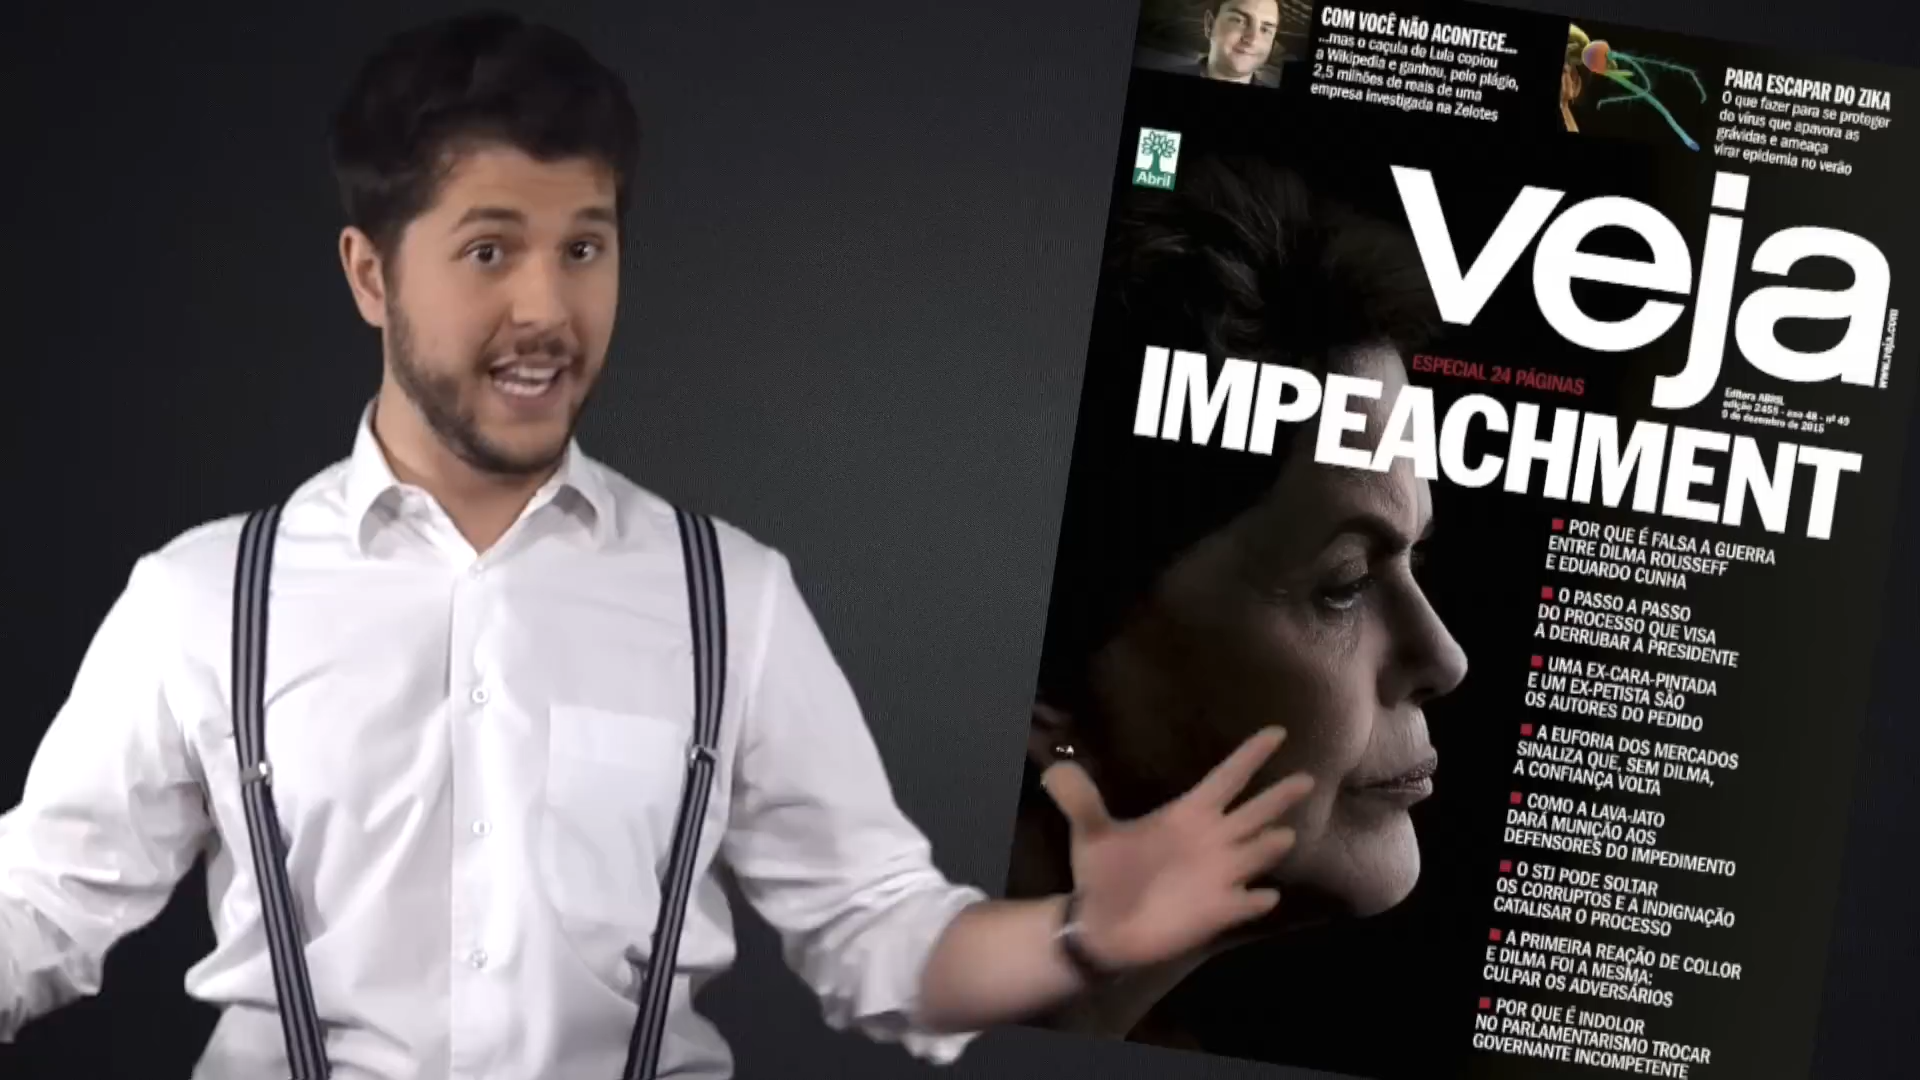 COM VOCÊ NÃO ACONTECE...
...mas o caçula de Lula copiou
a Wikipedia e ganhou, pelo plágio,
2,5 milhões de reais de uma
empresa investigada na Zelotes
PARA ESCAPAR DO ZIKA
O que fazer para se proteger
do vírus que apavora as
grávidas e ameaça
virar epidemia no verão
Abril
veja
www.veja.com
ESPECIAL 24 PÁGINAS
Editora ABRIL
edição 2455 - ano 48 - nº 49
9 de dezembro de 2015
IMPEACHMENT
POR QUE É FALSA A GUERRA
ENTRE DILMA ROUSSEFF
E EDUARDO CUNHA
O PASSO A PASSO
DO PROCESSO QUE VISA
A DERRUBAR A PRESIDENTE
UMA EX-CARA-PINTADA
E UM EX-PETISTA SÃO
OS AUTORES DO PEDIDO
A EUFORIA DOS MERCADOS
SINALIZA QUE, SEM DILMA,
A CONFIANÇA VOLTA
COMO A LAVA-JATO
DARÁ MUNIÇÃO AOS
DEFENSORES DO IMPEDIMENTO
O STJ PODE SOLTAR
OS CORRUPTOS E A INDIGNAÇÃO
CATALISAR O PROCESSO
A PRIMEIRA REAÇÃO DE COLLOR
E DILMA FOI A MESMA:
CULPAR OS ADVERSÁRIOS
POR QUE É INDOLOR
NO PARLAMENTARISMO TROCAR
GOVERNANTE INCOMPETENTE